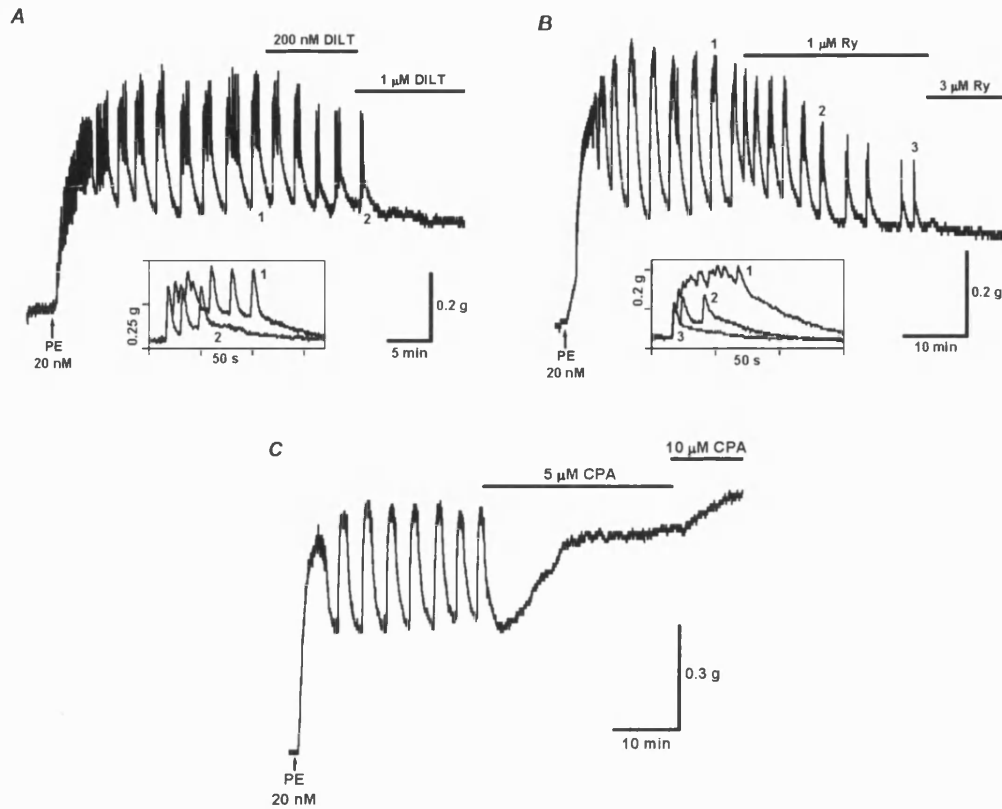 A
200 nM DILT
1 µM DILT
1
2
1
2
0.25 g
50 s
0.2 g
5 min
PE
20 nM
B
1
1 µM Ry
3 µM Ry
2
3
1
2
3
0.2 g
50 s
0.2 g
10 min
PE
20 nM
C
10 µM CPA
5 µM CPA
0.3 g
10 min
PE
20 nM